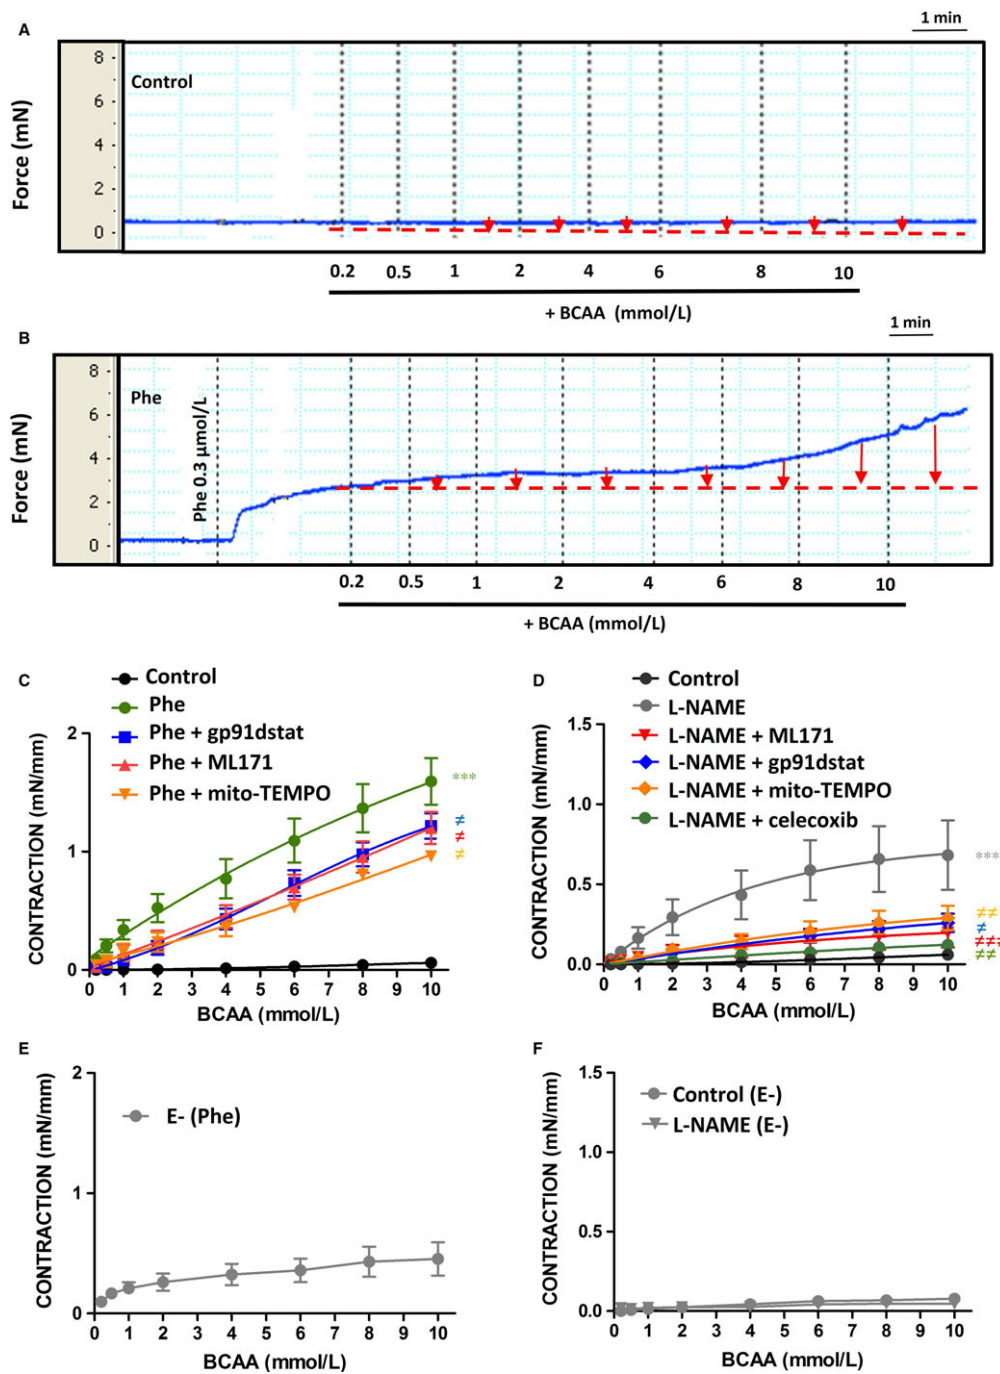 A
1 min
Control
Force (mN)
8
6
4
2
0
0.2 0.5 1 2 4 6 8 10
+ BCAA (mmol/L)
B
1 min
Phe
Phe 0.3 µmol/L
Force (mN)
8
6
4
2
0
0.2 0.5 1 2 4 6 8 10
+ BCAA (mmol/L)
C
Control
Phe
Phe + gp91dstat
Phe + ML171
Phe + mito-TEMPO
CONTRACTION (mN/mm)
2
1
0
***
≠
≠
≠
0 1 2 3 4 5 6 7 8 9 10
BCAA (mmol/L)
D
Control
L-NAME
L-NAME + ML171
L-NAME + gp91dstat
L-NAME + mito-TEMPO
L-NAME + celecoxib
CONTRACTION (mN/mm)
1.5
1.0
0.5
0.0
***
≠≠
≠
≠≠≠
≠≠
0 1 2 3 4 5 6 7 8 9 10
BCAA (mmol/L)
E
E- (Phe)
CONTRACTION (mN/mm)
2
1
0
0 1 2 3 4 5 6 7 8 9 10
BCAA (mmol/L)
F
Control (E-)
L-NAME (E-)
CONTRACTION (mN/mm)
1.5
1.0
0.5
0.0
0 1 2 3 4 5 6 7 8 9 10
BCAA (mmol/L)